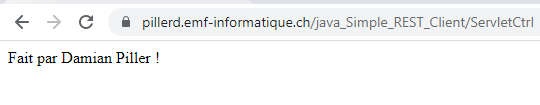 pillerd.emf-informatique.ch/java_Simple_REST_Client/ServletCtrl
Fait par Damian Piller !